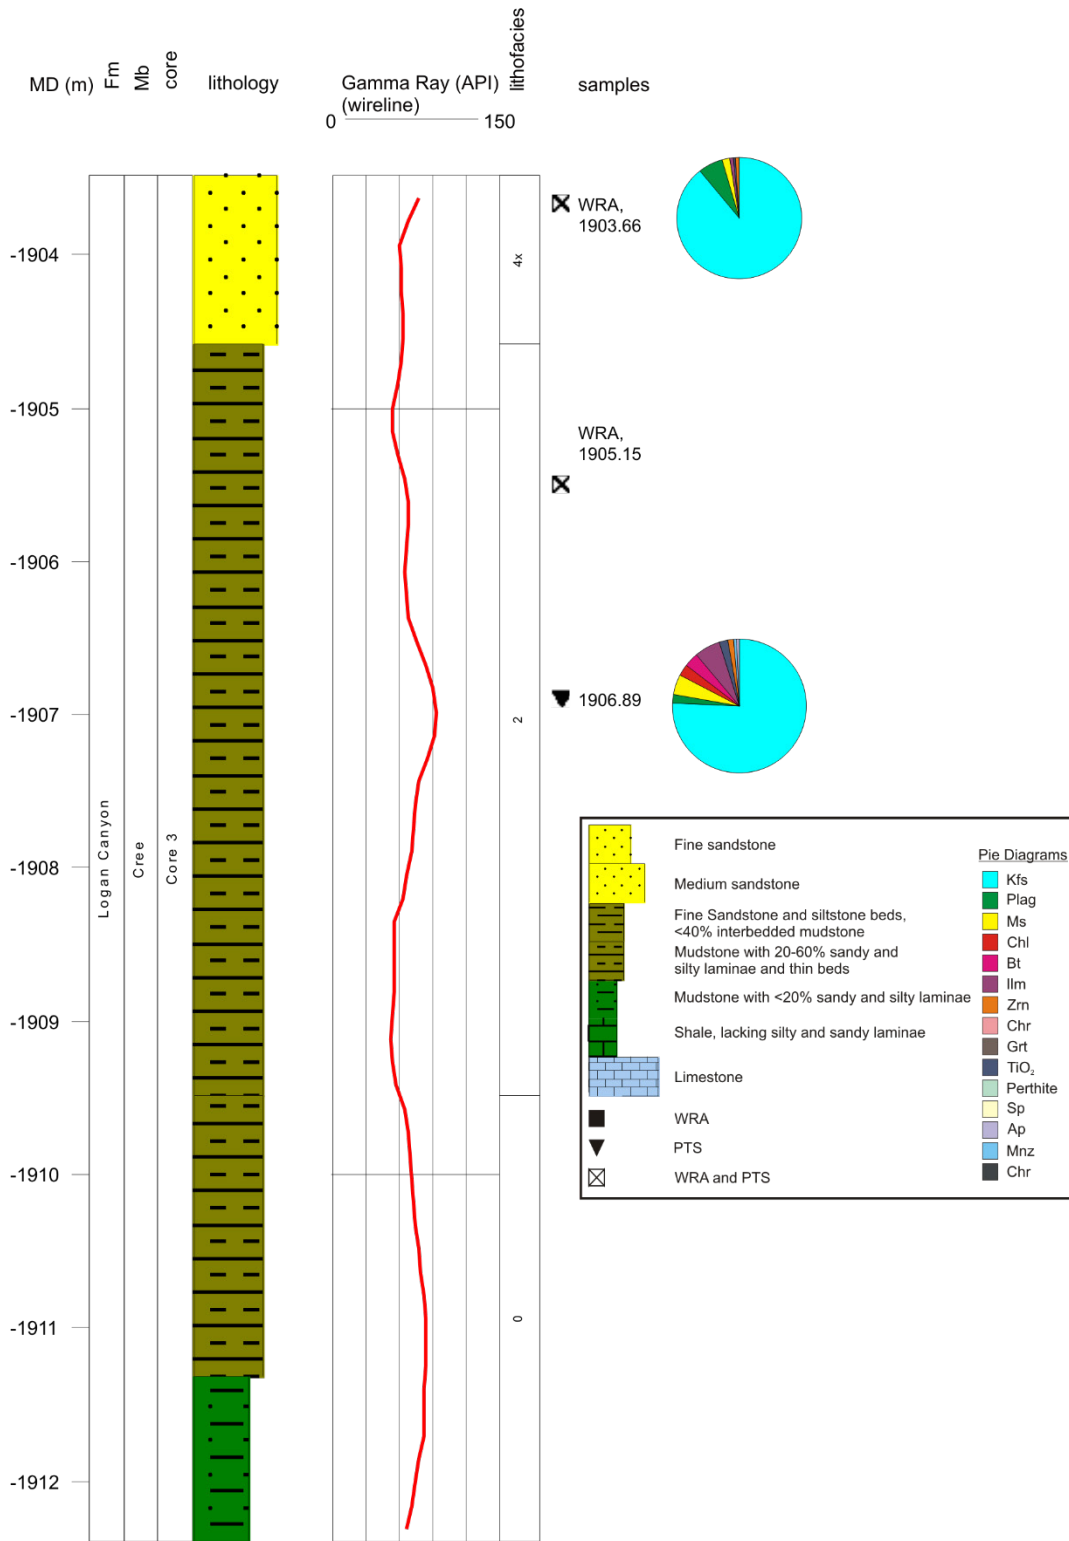 MD (m)
Fm
Mb
core
lithology
Gamma Ray (API)
(wireline)
0
150
lithofacies
samples
-1904
-1905
-1906
-1907
-1908
-1909
-1910
-1911
-1912
Logan Canyon
Cree
Core 3
4x
2
0
WRA,
1903.66
WRA,
1905.15
1906.89
Fine sandstone
Medium sandstone
Fine Sandstone and siltstone beds,
<40% interbedded mudstone
Mudstone with 20-60% sandy and
silty laminae and thin beds
Mudstone with <20% sandy and silty laminae
Shale, lacking silty and sandy laminae
Limestone
WRA
PTS
WRA and PTS
Pie Diagrams
Kfs
Plag
Ms
Chl
Bt
Ilm
Zrn
Chr
Grt
TiO₂
Perthite
Sp
Ap
Mnz
Chr